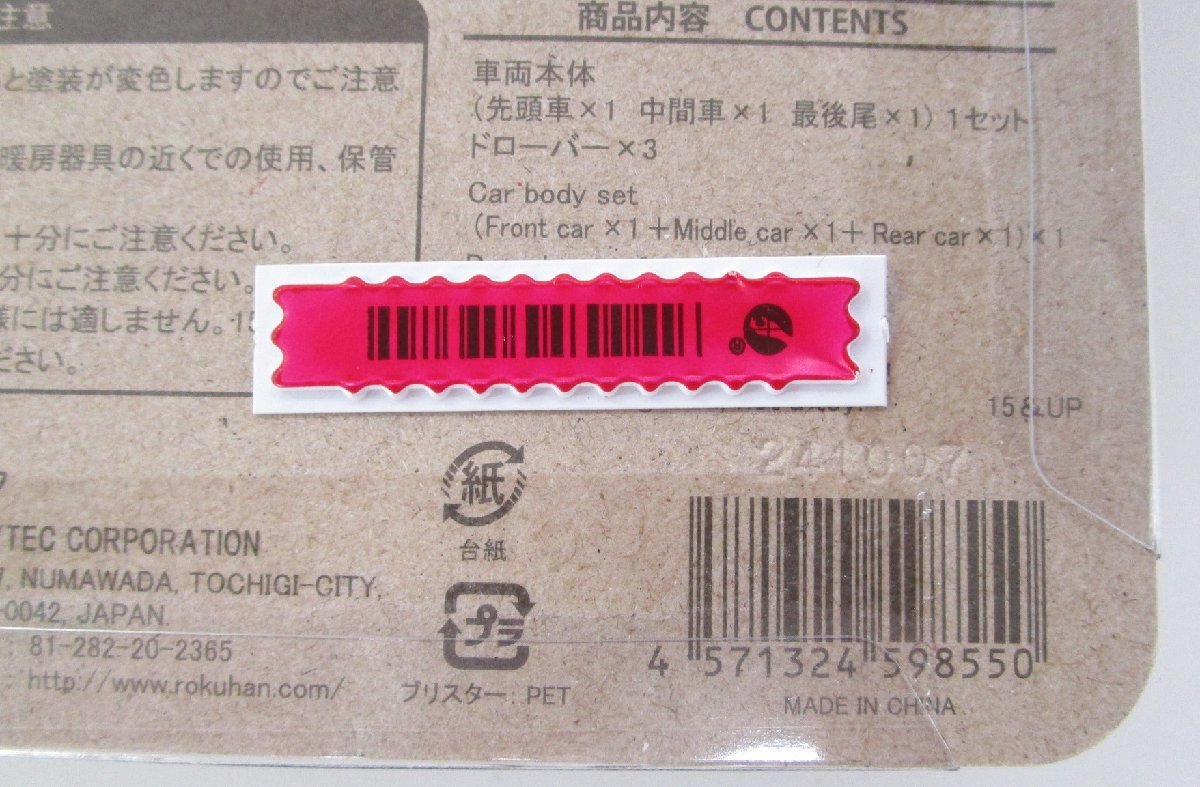 注意
商品内容 CONTENTS
と塗装が変色しますのでご注意
暖房器具の近くでの使用、保管
十分にご注意ください。
分にご注意ください。
様には適しません。15
ださい。
車両本体
(先頭車×1 中間車×1 最後尾×1) 1セット
ドローバー×3
Car body set
(Front car ×1+Middle car ×1+ Rear car×1)×1
®
15&UP
241997
紙
台紙
YTEC CORPORATION
7, NUMAWADA, TOCHIGI-CITY,
-0042, JAPAN.
: 81-282-20-2365
: http://www.rokuhan.com/
プラ
ブリスター: PET
4 571324 598550
MADE IN CHINA